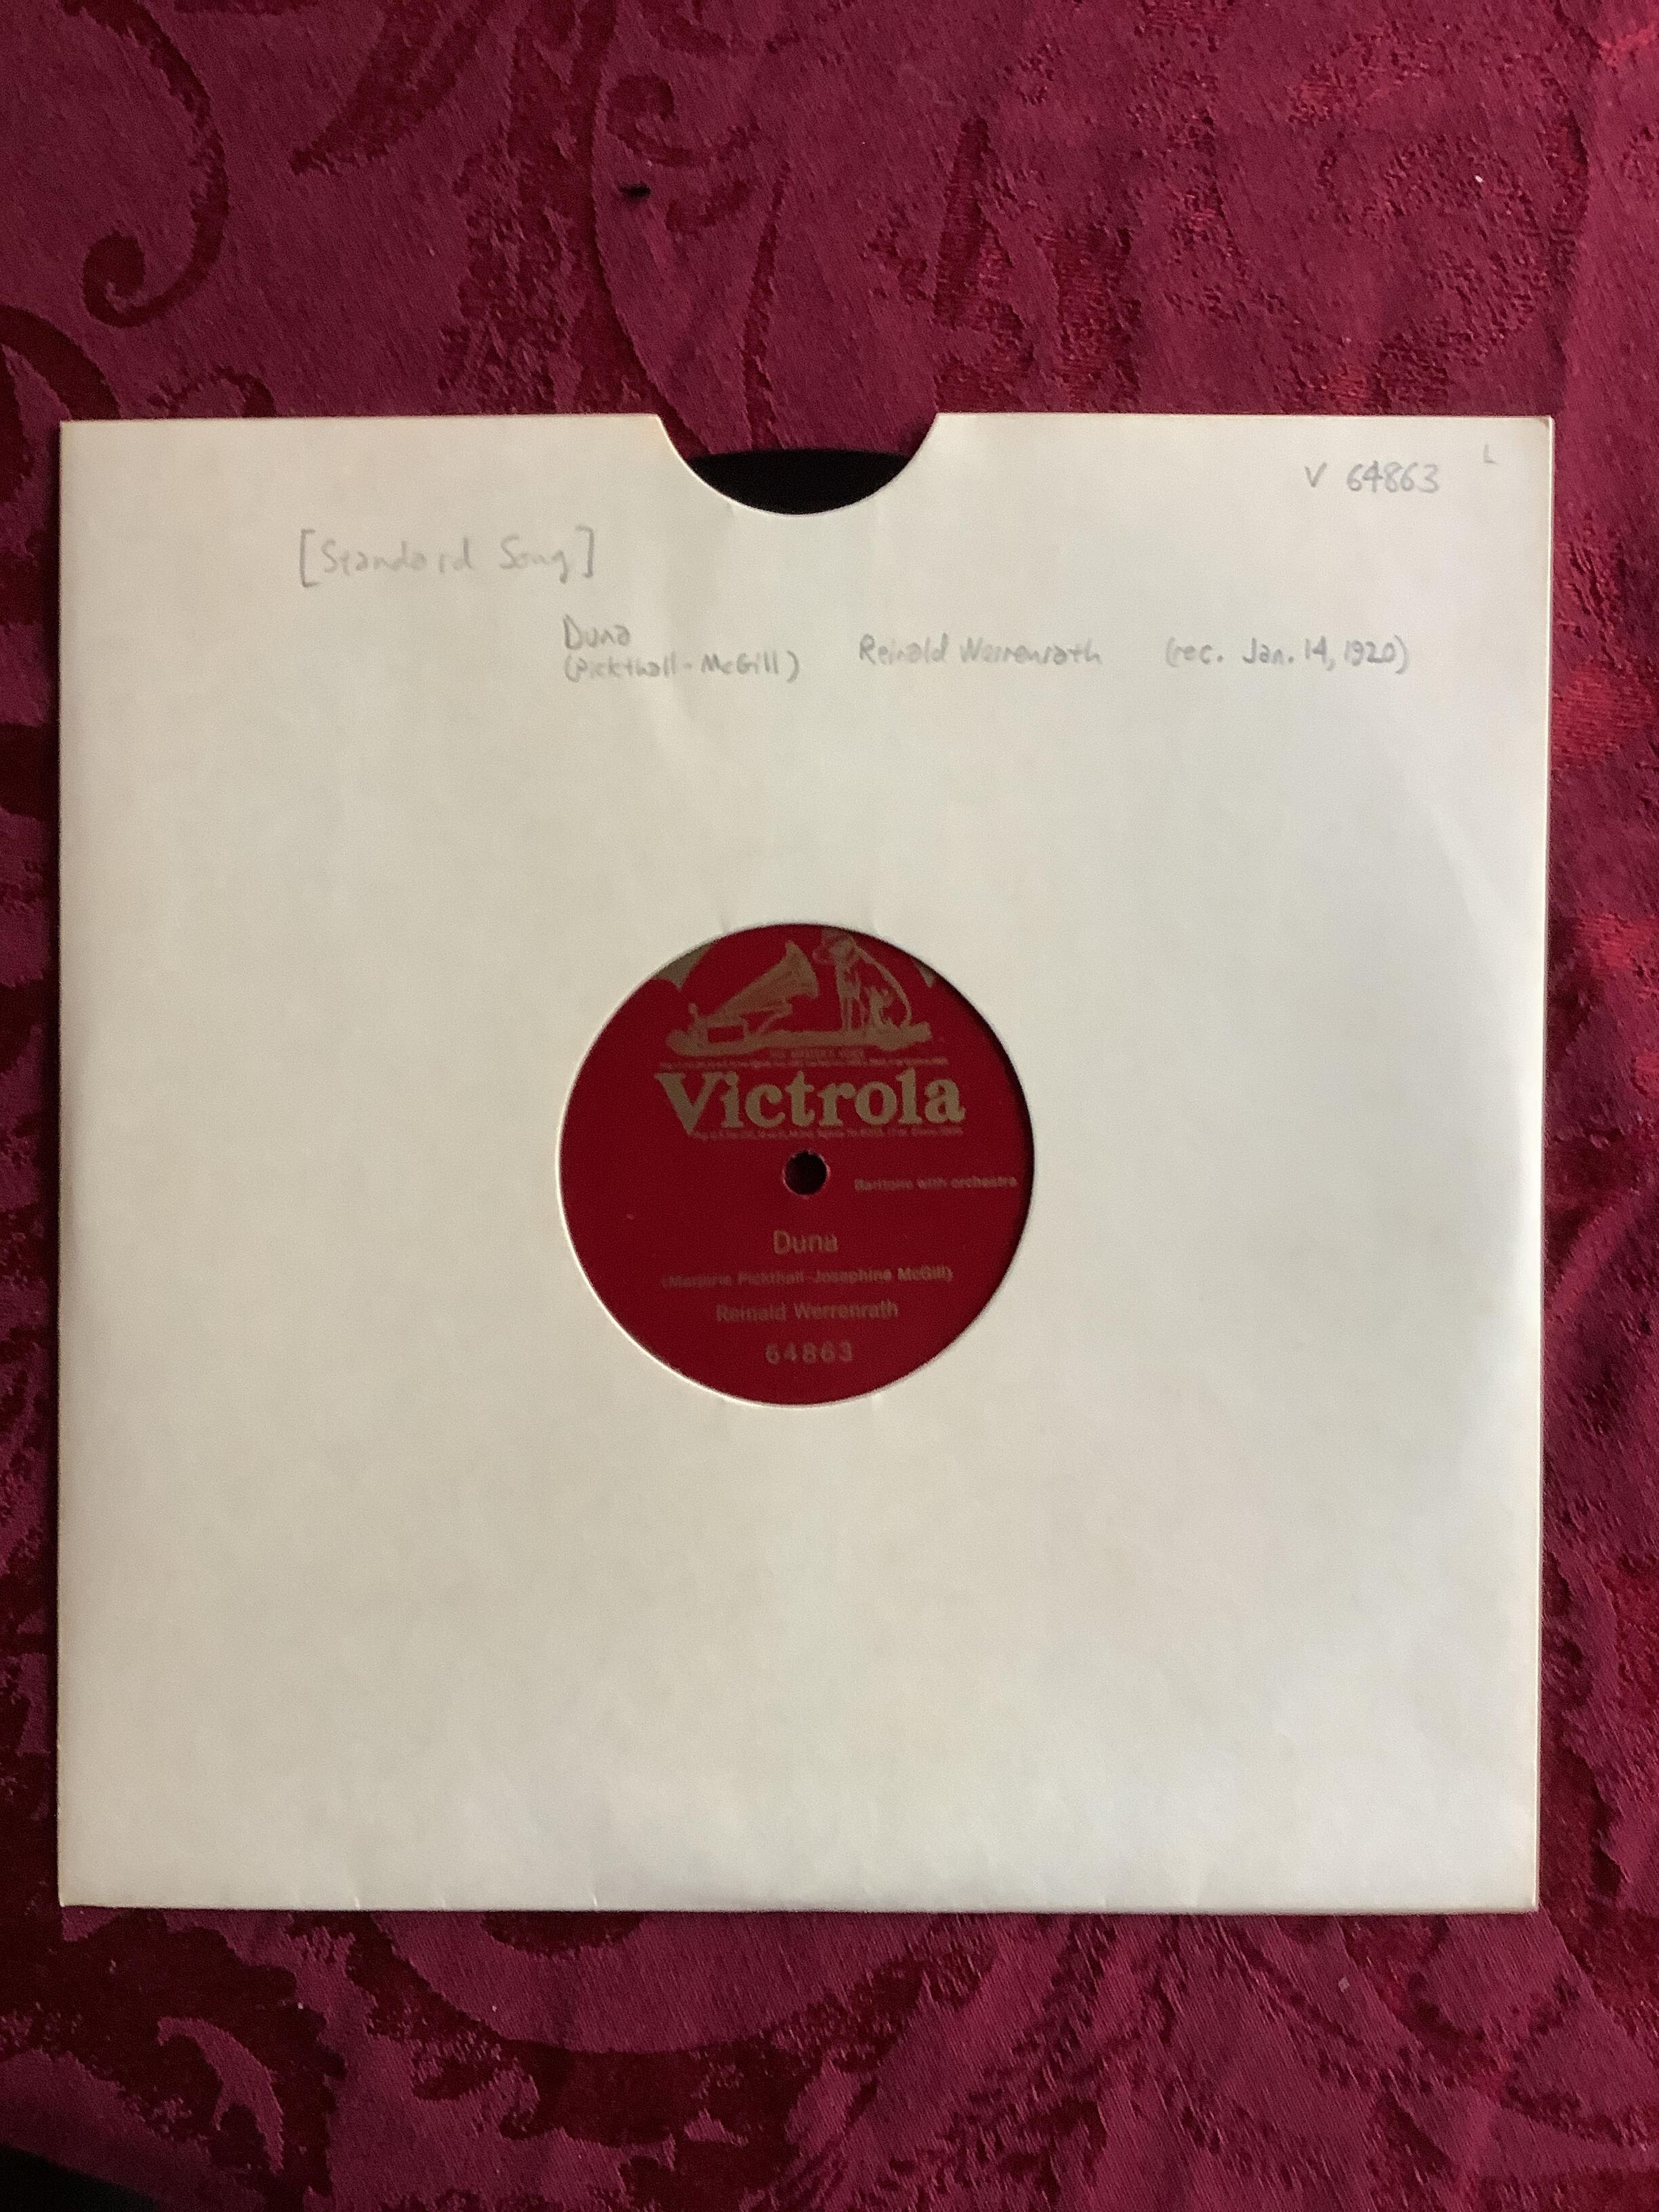 L
V 64863
[Standard Song]
Duna
(Pickthall-McGill) Reinald Werrenrath (rec. Jan. 14, 1920)
Victrola
Baritone with orchestra
Duna
(Marjorie Pickthall-Josephine McGill)
Reinald Werrenrath
64863